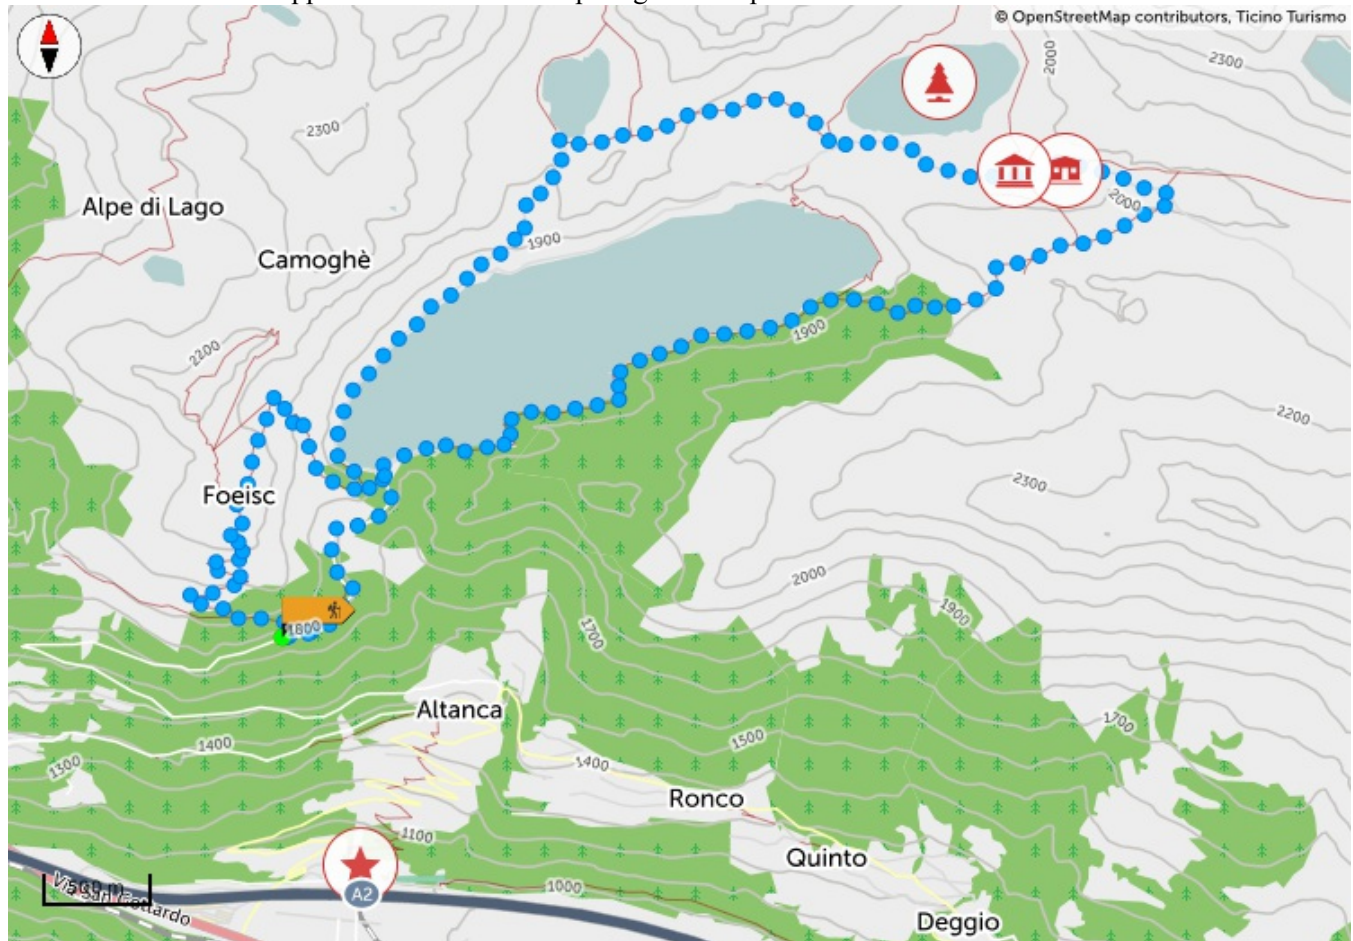 © OpenStreetMap contributors, Ticino Turismo
2000
2300
2300
Alpe di Lago
2000
1900
Camoghè
1900
2200
2200
2300
Foeisc
2000
1900
1800
1700
Altanca
1700
1400
1500
1300
1400
Ronco
1100
Quinto
1000
Via San Gottardo
A2
Deggio